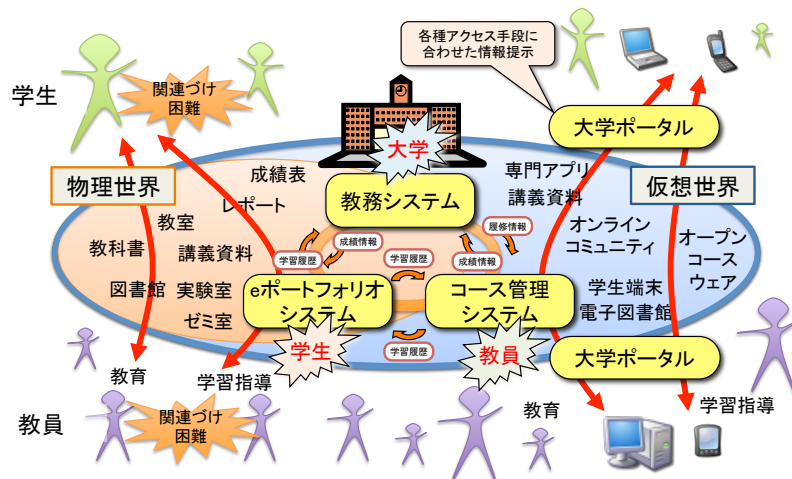 各種アクセス手段に
合わせた情報提示
学生
関連づけ
困難
大学ポータル
大学
物理世界
仮想世界
成績表
レポート
教室
教科書
講義資料
図書館
実験室
ゼミ室
教務システム
専門アプリ
講義資料
オンライン
コミュニティ
オープン
コース
ウェア
学生端末
電子図書館
学習履歴
成績情報
学習履歴
成績情報
履修情報
eポートフォリオ
システム
コース管理
システム
学習履歴
学生
教員
大学ポータル
教育
学習指導
教育
学習指導
教員
関連づけ
困難